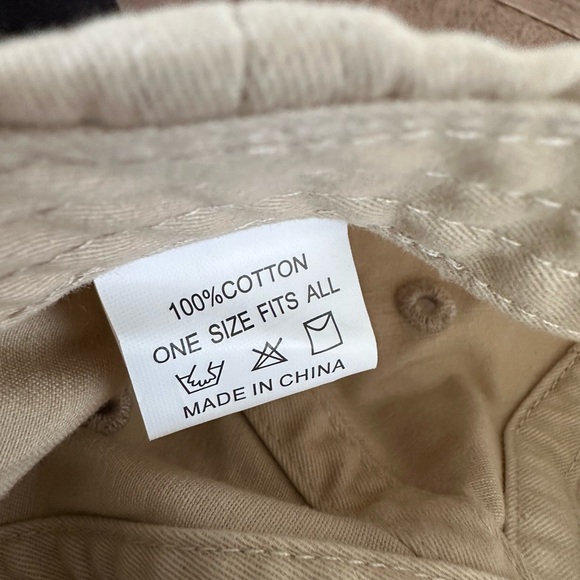 100%COTTON
ONE SIZE FITS ALL
MADE IN CHINA